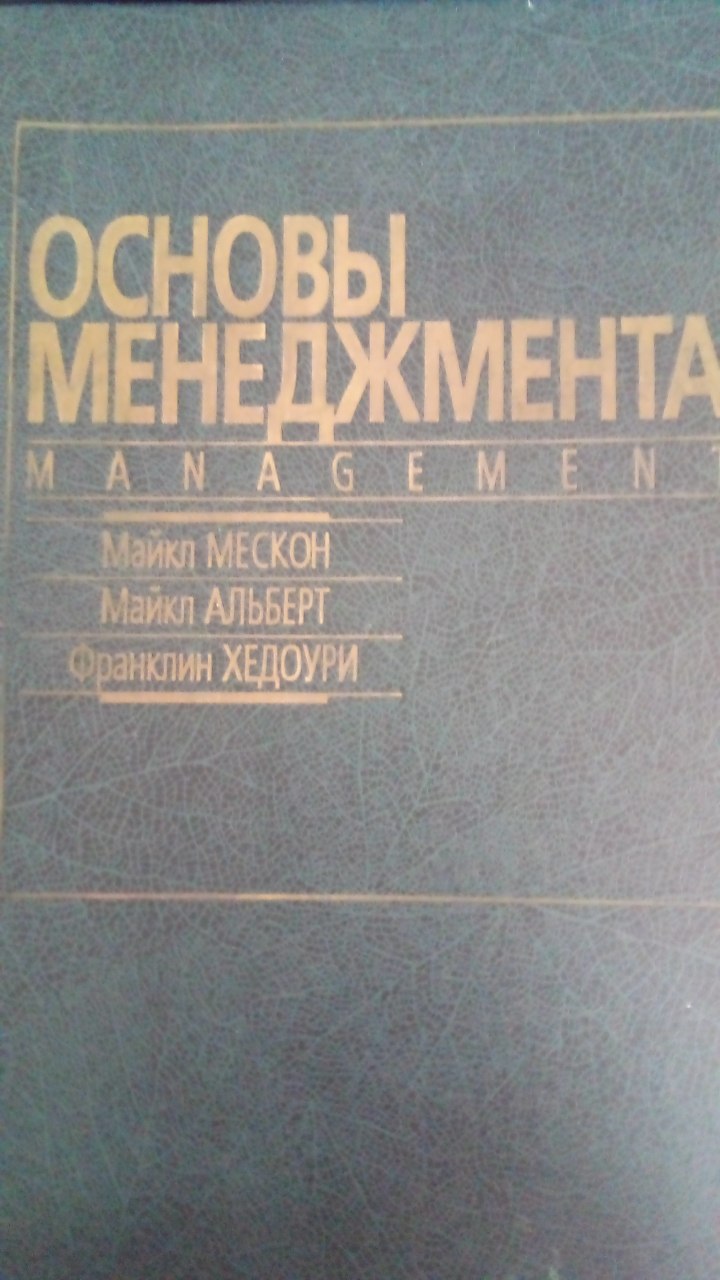 ОСНОВЫ
МЕНЕДЖМЕНТА
MANAGEMENT
Майкл МЕСКОН
Майкл АЛЬБЕРТ
Франклин ХЕДОУРИ